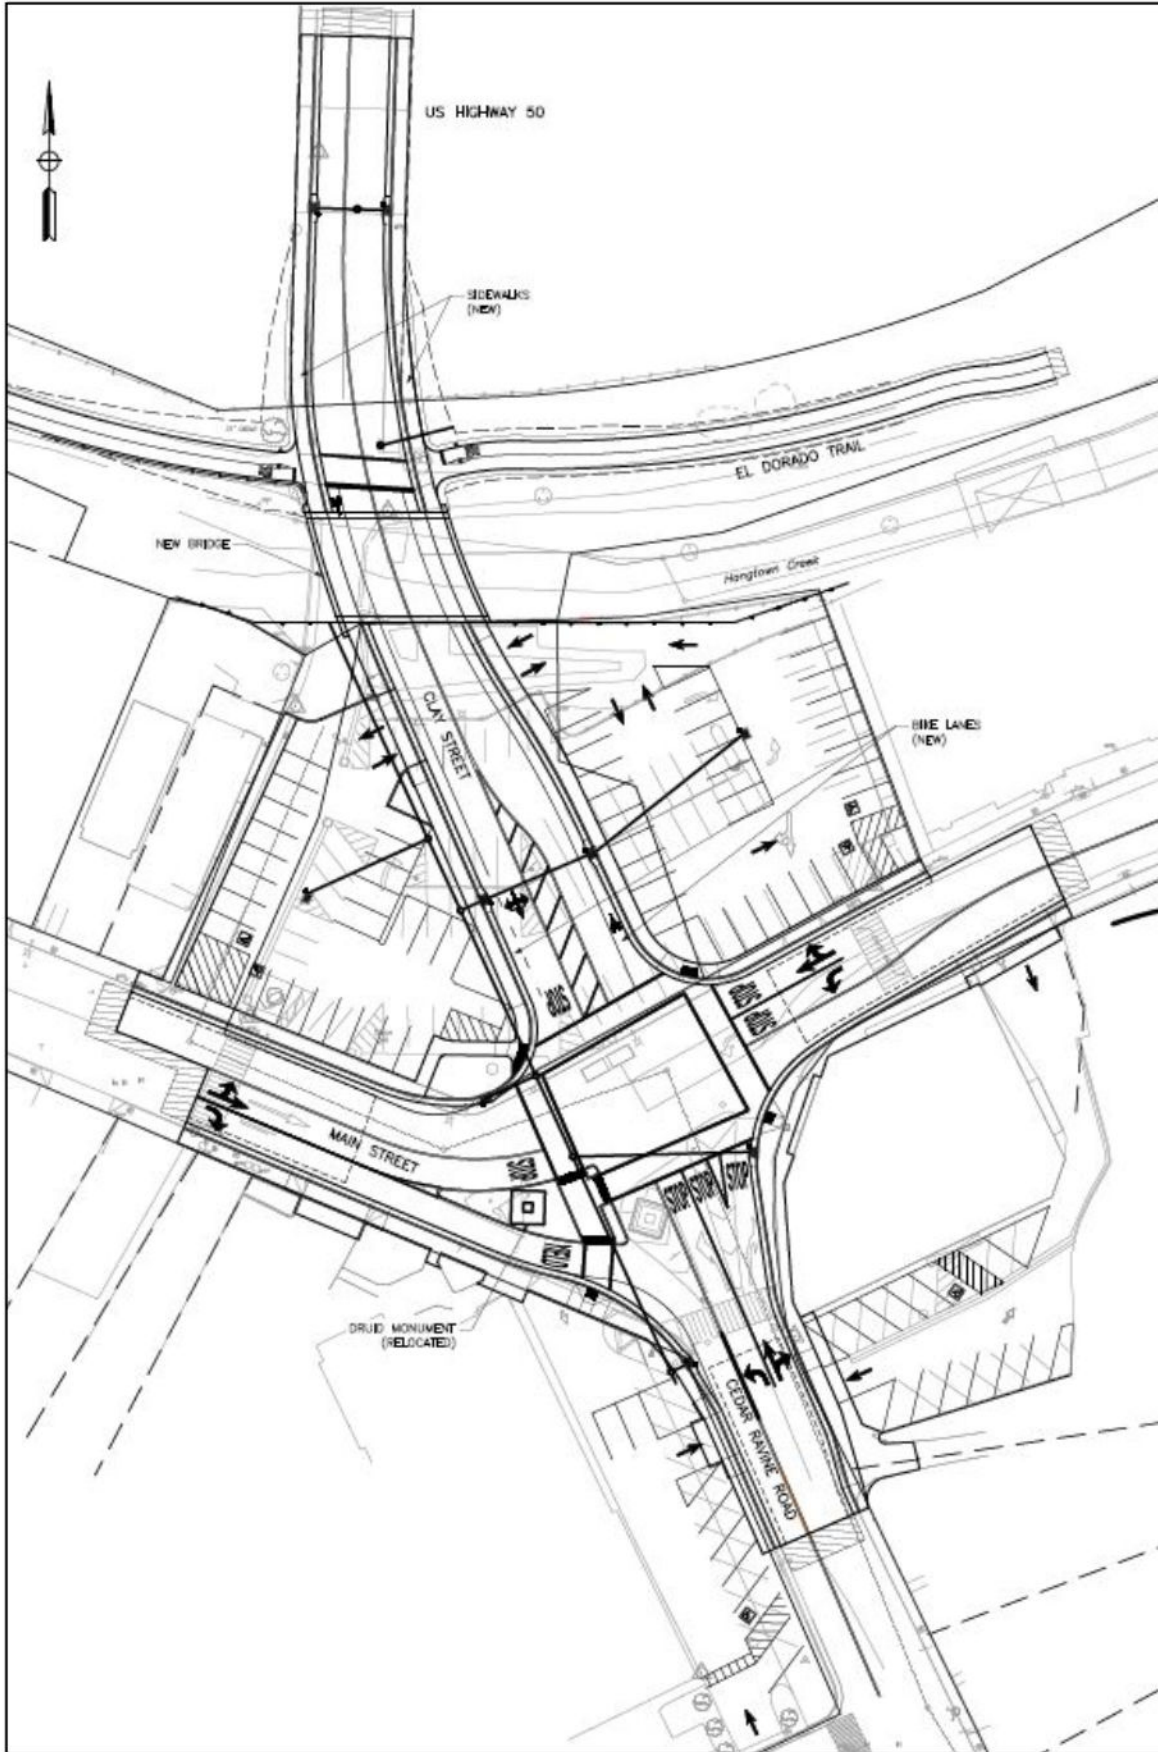 US HIGHWAY 50
SIDEWALKS
(NEW)
EL DORADO TRAIL
NEW BRIDGE
Hangtown Creek
CLAY STREET
BIKE LANES
(NEW)
MAIN STREET
STOP
STOP
STOP
STOP
DRUID MONUMENT
(RELOCATED)
CEDAR RAVINE ROAD